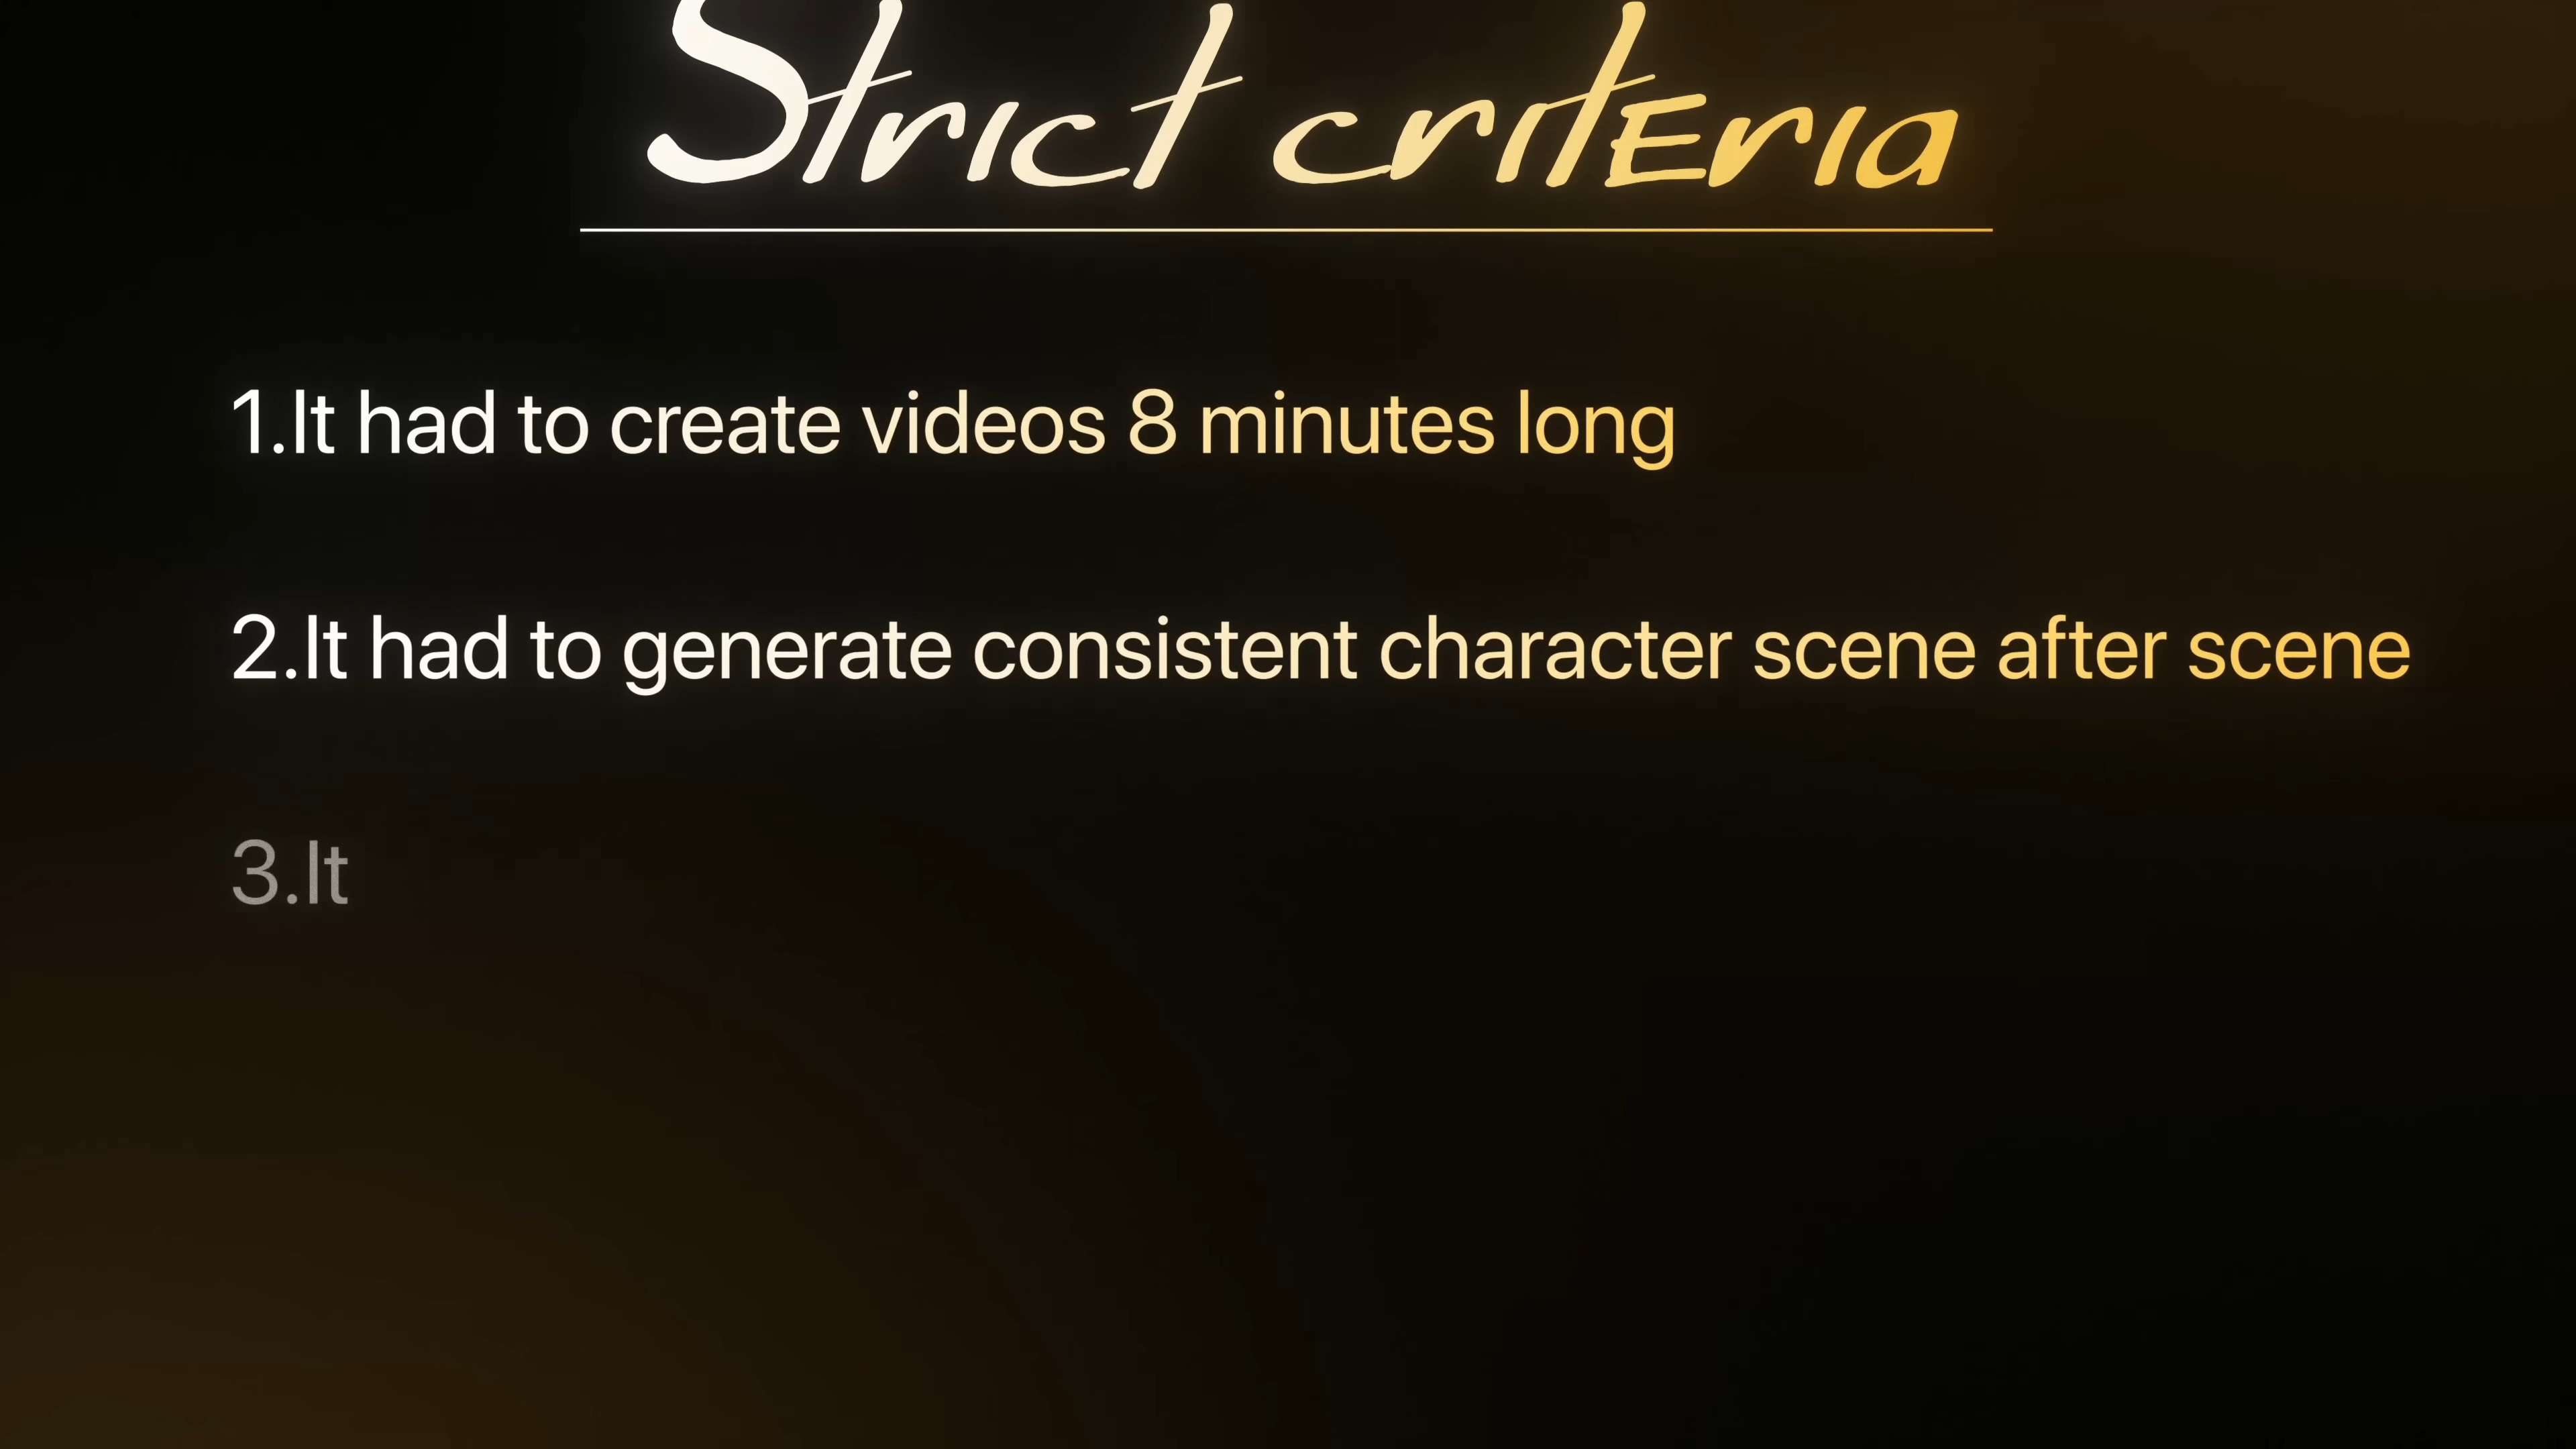 Strict criteria
1.It had to create videos 8 minutes long
2.It had to generate consistent character scene after scene
3.It